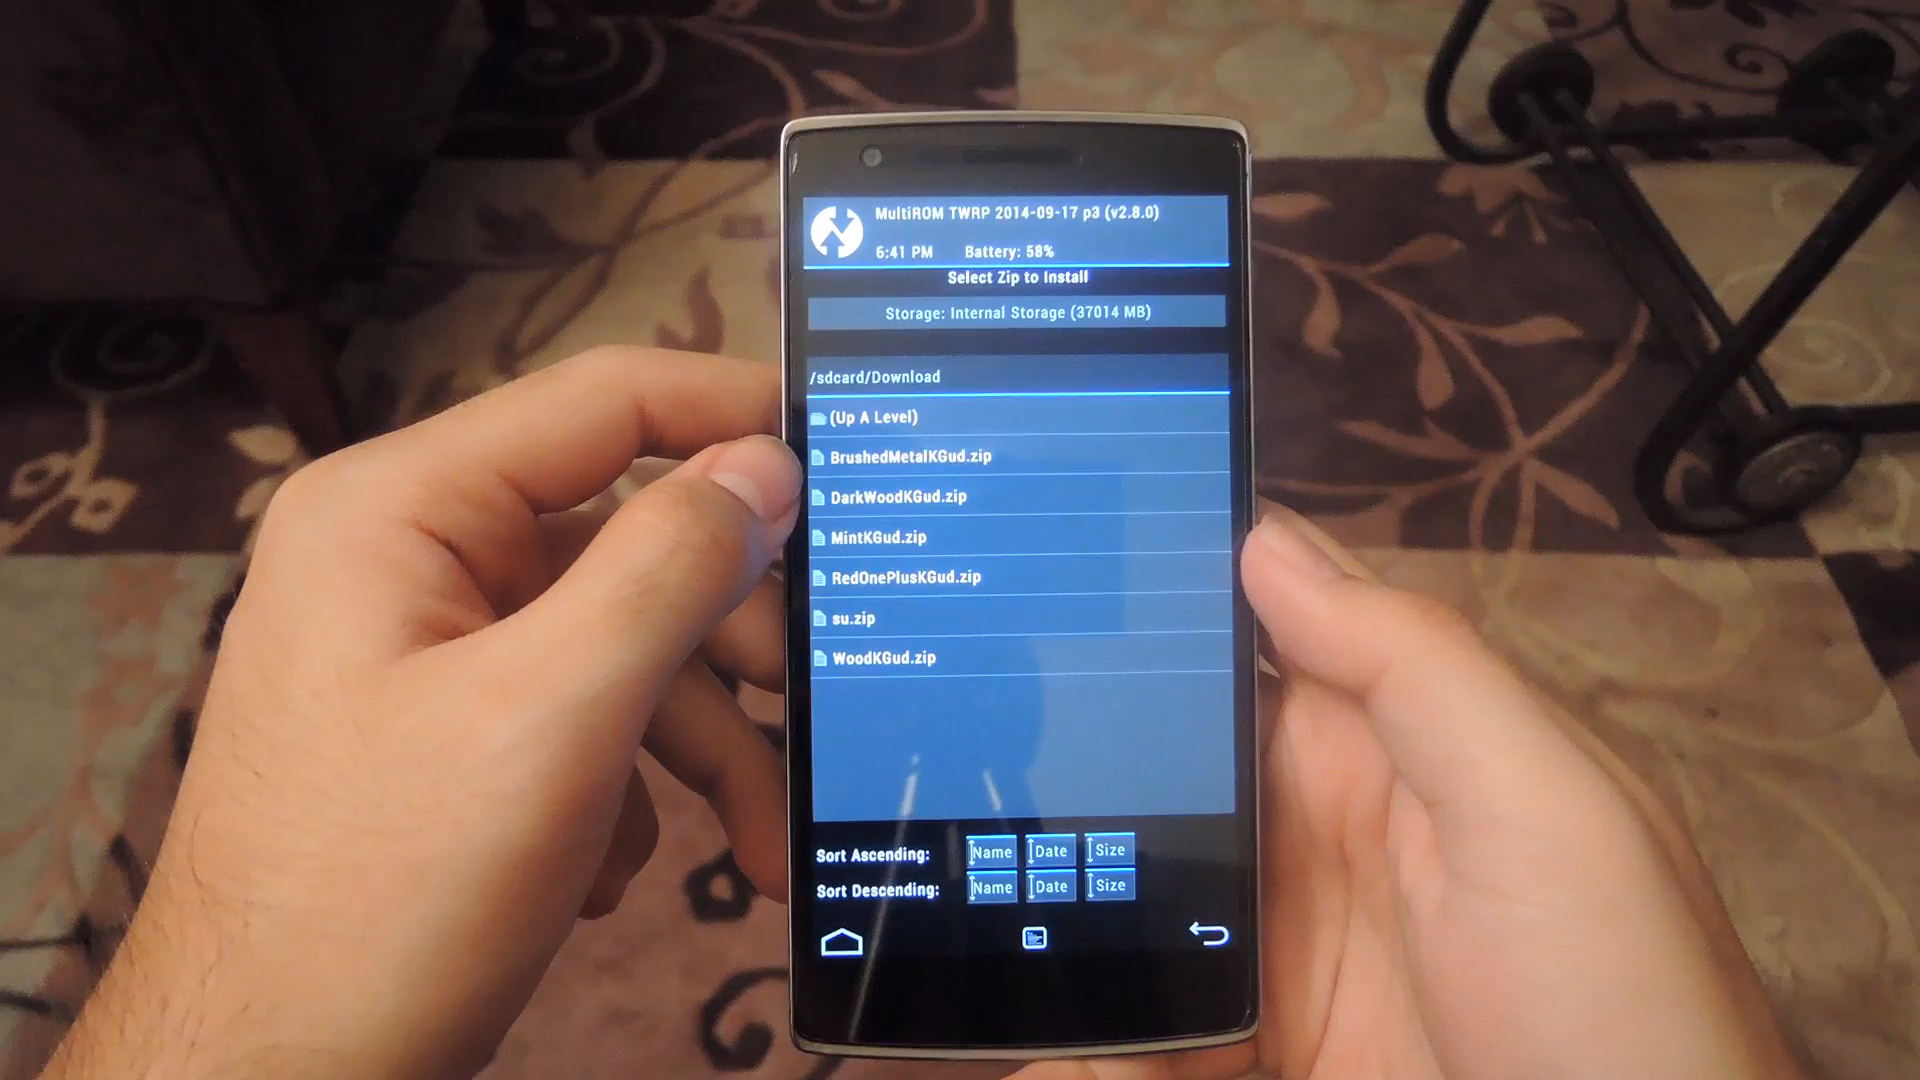 MultiROM TWRP 2014-09-17 p3 (v2.8.0)
6:41 PM Battery: 58%
Select Zip to Install
Storage: Internal Storage (37014 MB)
/sdcard/Download
(Up A Level)
BrushedMetalKGud.zip
DarkWoodKGud.zip
MintKGud.zip
RedOnePlusKGud.zip
su.zip
WoodKGud.zip
Sort Ascending: Name Date Size
Sort Descending: Name Date Size